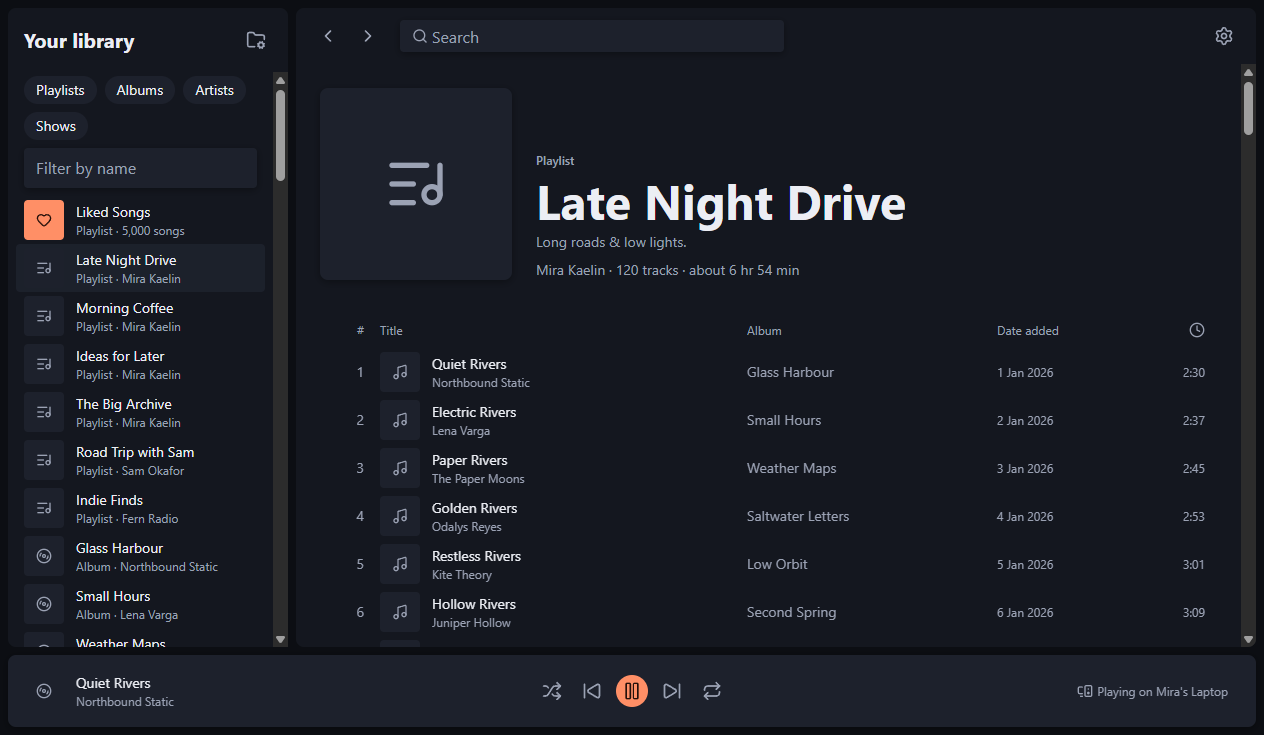 Your library
Playlists
Albums
Artists
Shows
Filter by name
Liked Songs
Playlist · 5,000 songs
Late Night Drive
Playlist · Mira Kaelin
Morning Coffee
Playlist · Mira Kaelin
Ideas for Later
Playlist · Mira Kaelin
The Big Archive
Playlist · Mira Kaelin
Road Trip with Sam
Playlist · Sam Okafor
Indie Finds
Playlist · Fern Radio
Glass Harbour
Album · Northbound Static
Small Hours
Album · Lena Varga
Weather Maps
Search
Playlist
Late Night Drive
Long roads & low lights.
Mira Kaelin · 120 tracks · about 6 hr 54 min
# Title Album Date added
1 Quiet Rivers Glass Harbour 1 Jan 2026 2:30
Northbound Static
2 Electric Rivers Small Hours 2 Jan 2026 2:37
Lena Varga
3 Paper Rivers Weather Maps 3 Jan 2026 2:45
The Paper Moons
4 Golden Rivers Saltwater Letters 4 Jan 2026 2:53
Odalys Reyes
5 Restless Rivers Low Orbit 5 Jan 2026 3:01
Kite Theory
6 Hollow Rivers Second Spring 6 Jan 2026 3:09
Juniper Hollow
Quiet Rivers
Northbound Static
Playing on Mira's Laptop